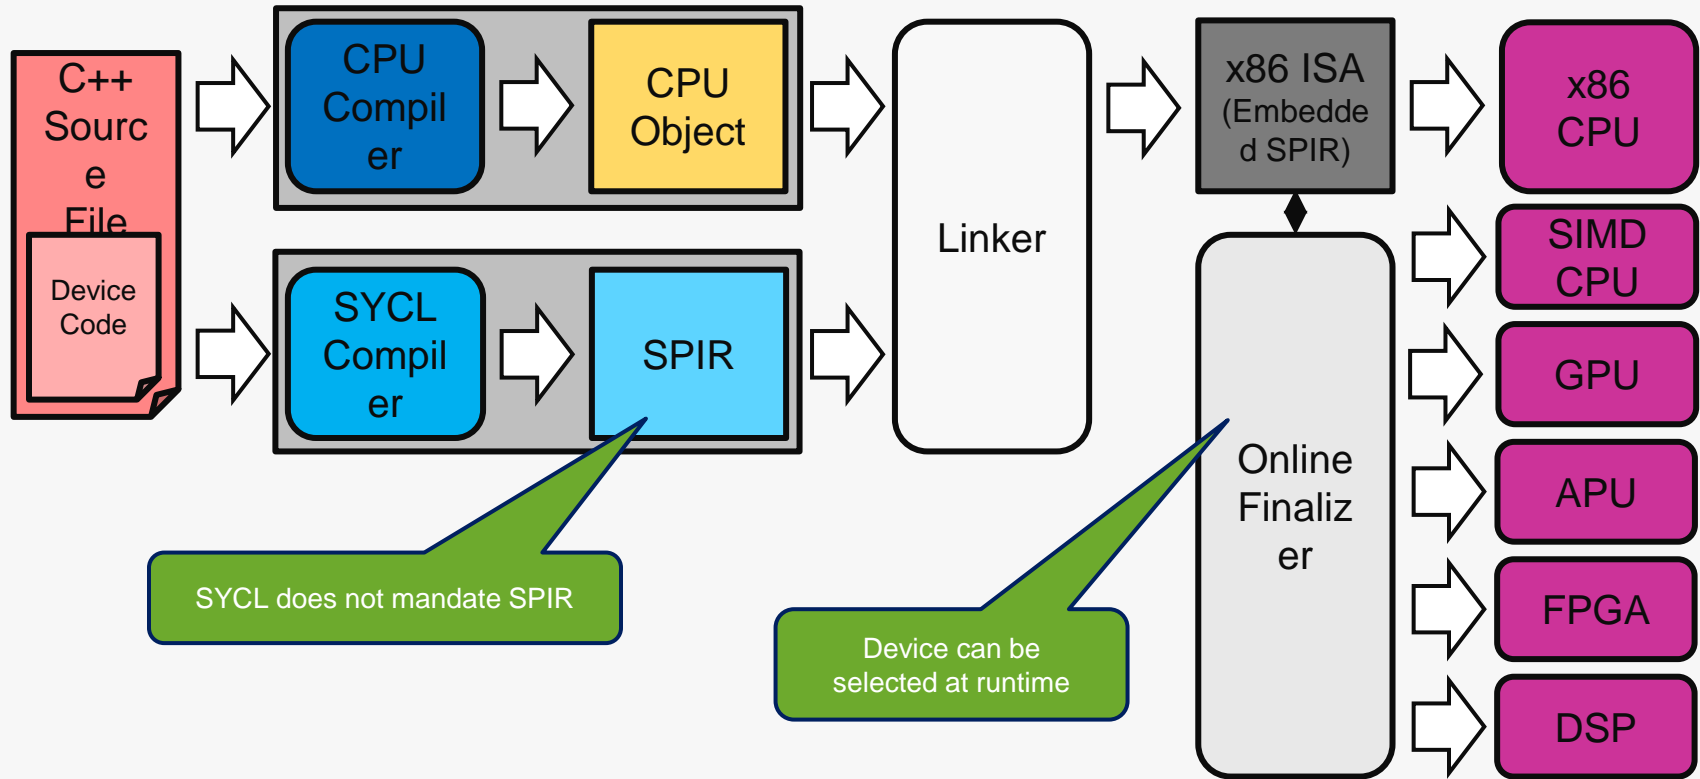 C++
Sourc
e
File
Device
Code
CPU
Compil
er
CPU
Object
SYCL
Compil
er
SPIR
Linker
x86 ISA
(Embedde
d SPIR)
Online
Finaliz
er
x86
CPU
SIMD
CPU
GPU
APU
FPGA
DSP
SYCL does not mandate SPIR
Device can be
selected at runtime